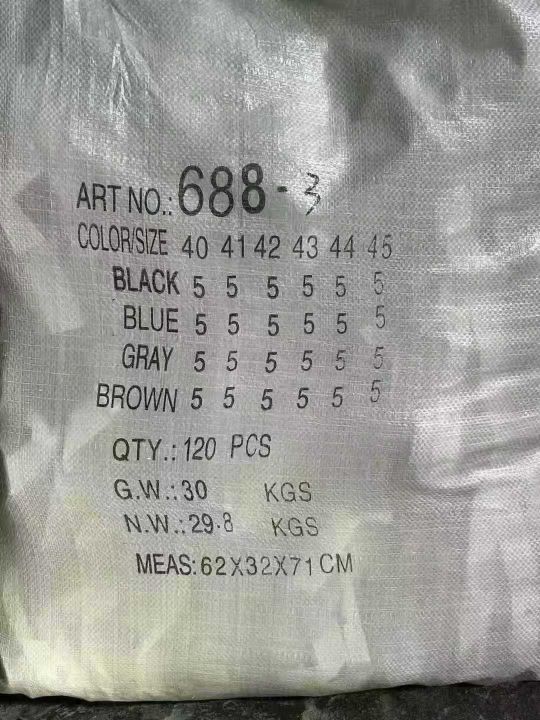 ART NO.: 688-3
COLOR/SIZE 40 41 42 43 44 45
BLACK 5 5 5 5 5 5
BLUE 5 5 5 5 5 5
GRAY 5 5 5 5 5 5
BROWN 5 5 5 5 5 5
QTY.: 120 PCS
G.W.: 30 KGS
N.W.: 29.8 KGS
MEAS: 62X32X71 CM